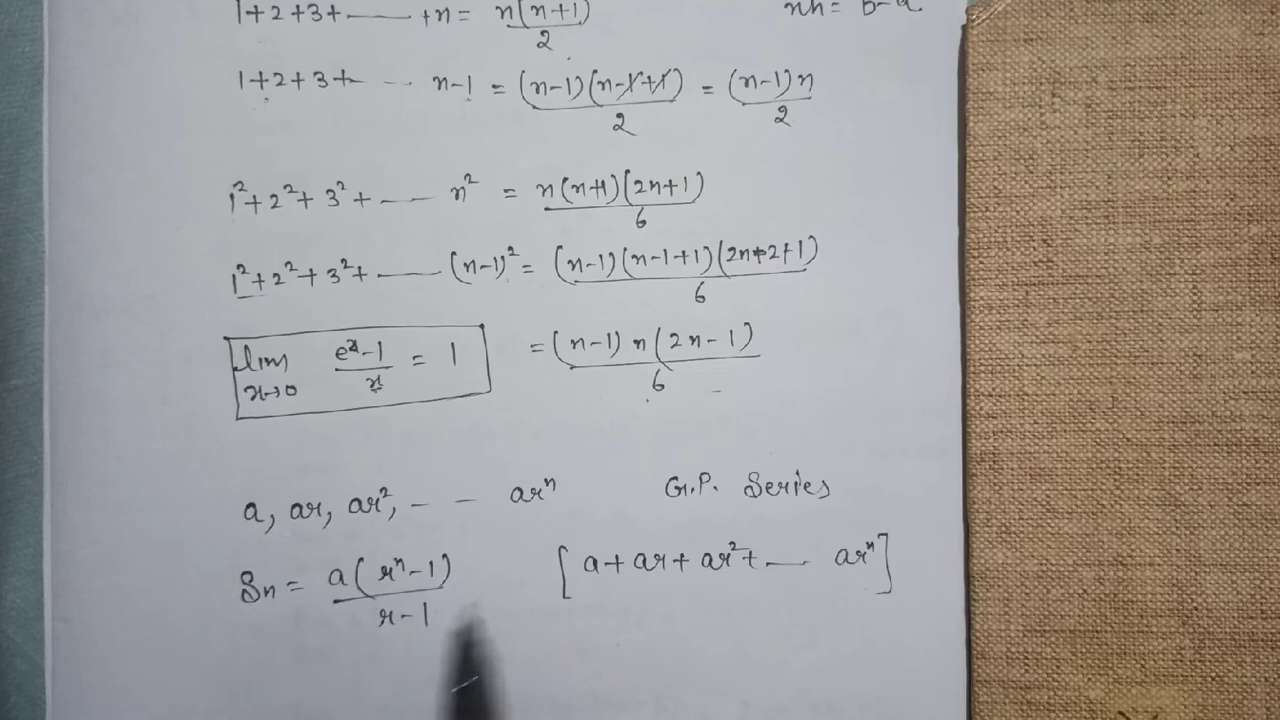 1+2+3+ ——— +n = n(n+1)/2
nh = b-a
1+2+3+ - - - n-1 = (n-1)(n-1+1)/2 = (n-1)n/2
1²+2²+3²+ - —— n² = n(n+1)(2n+1)/6
1²+2²+3²+ ——— (n-1)² = (n-1)(n-1+1)(2n-2+1)/6
lim x→0 eˣ-1/x = 1
= (n-1)n(2n-1)/6
a, ar, ar², - - arⁿ G.P. Series
Sn = a(rⁿ-1)/r-1 [a+ar+ar²+ - — arⁿ]